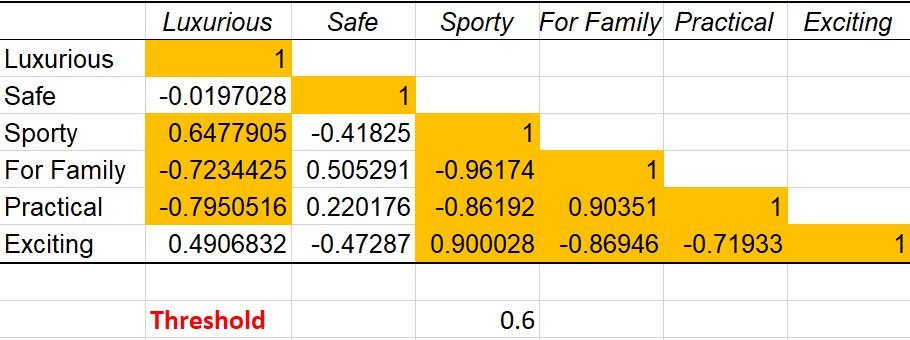 Luxurious Safe Sporty For Family Practical Exciting
Luxurious 1
Safe -0.0197028 1
Sporty 0.6477905 -0.41825 1
For Family -0.7234425 0.505291 -0.96174 1
Practical -0.7950516 0.220176 -0.86192 0.90351 1
Exciting 0.4906832 -0.47287 0.900028 -0.86946 -0.71933 1
Threshold 0.6